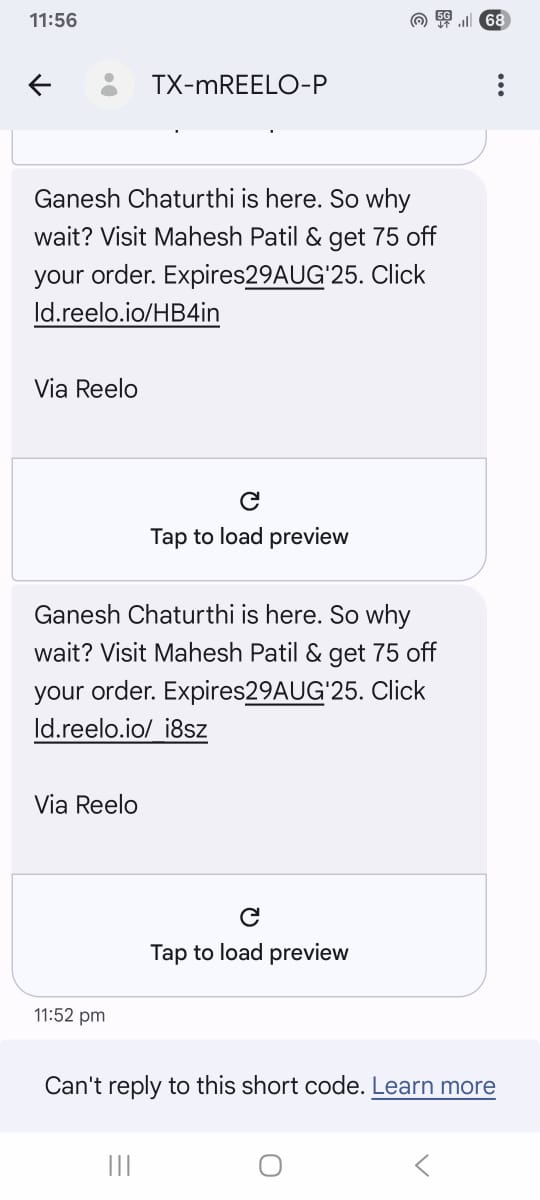 11:56
5G
68
TX-mREELO-P
Ganesh Chaturthi is here. So why
wait? Visit Mahesh Patil & get 75 off
your order. Expires29AUG'25. Click
ld.reelo.io/HB4in
Via Reelo
Tap to load preview
Ganesh Chaturthi is here. So why
wait? Visit Mahesh Patil & get 75 off
your order. Expires29AUG'25. Click
ld.reelo.io/_i8sz
Via Reelo
Tap to load preview
11:52 pm
Can't reply to this short code. Learn more